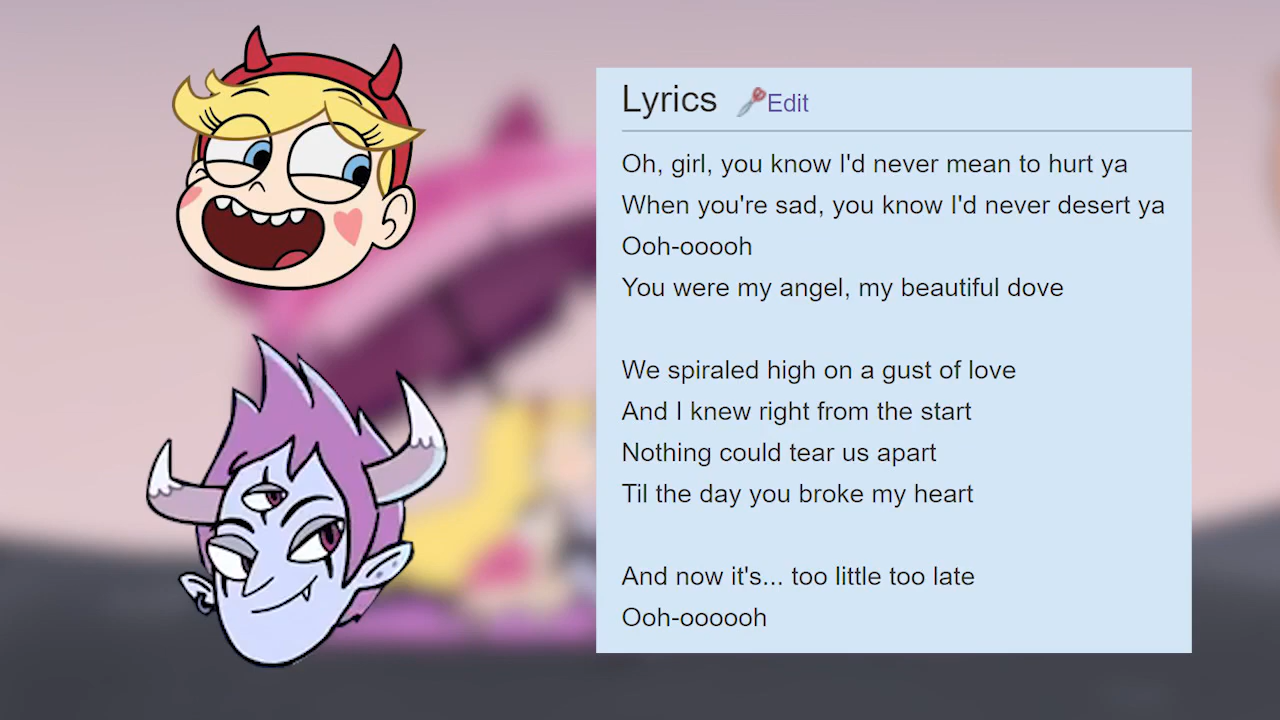 Lyrics Edit
Oh, girl, you know I'd never mean to hurt ya
When you're sad, you know I'd never desert ya
Ooh-ooooh
You were my angel, my beautiful dove
We spiraled high on a gust of love
And I knew right from the start
Nothing could tear us apart
Til the day you broke my heart
And now it's... too little too late
Ooh-oooooh